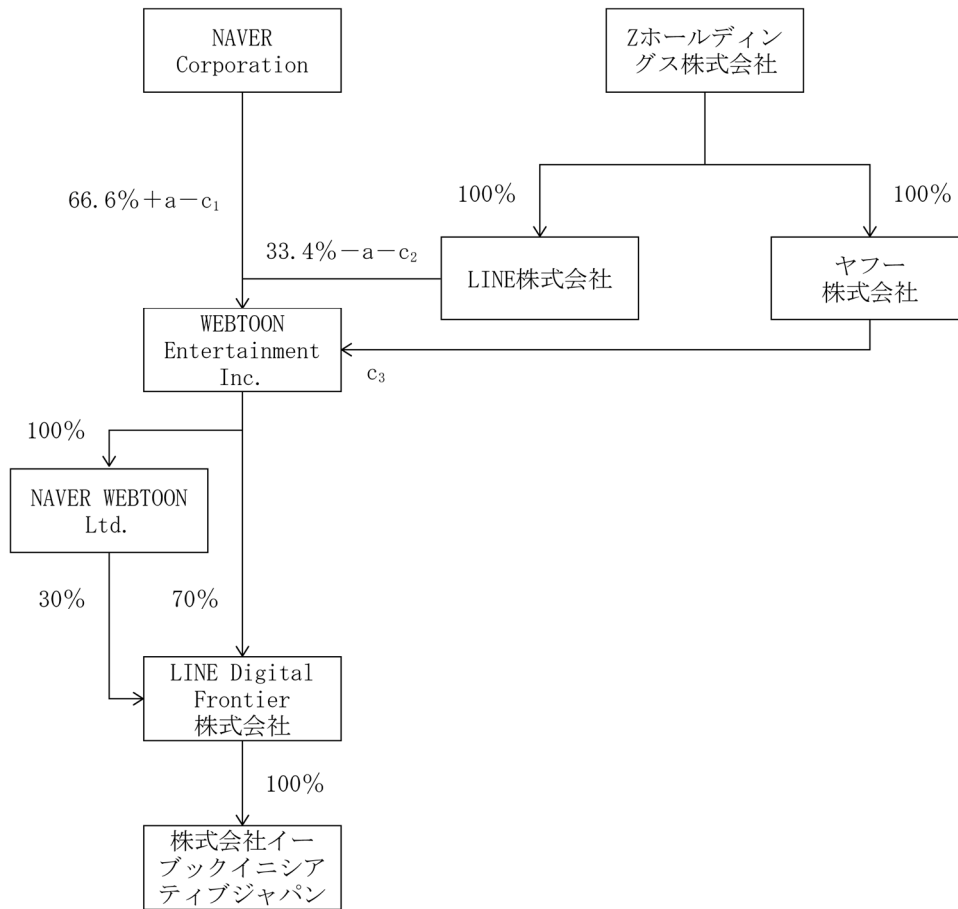 NAVER
Corporation
Zホールディン
グス株式会社
66.6%+a-c₁
100%
100%
33.4%-a-c₂
LINE株式会社
ヤフー
株式会社
WEBTOON
Entertainment
Inc.
c₃
100%
NAVER WEBTOON
Ltd.
30%
70%
LINE Digital
Frontier
株式会社
100%
株式会社イー
ブックイニシア
ティブジャパン